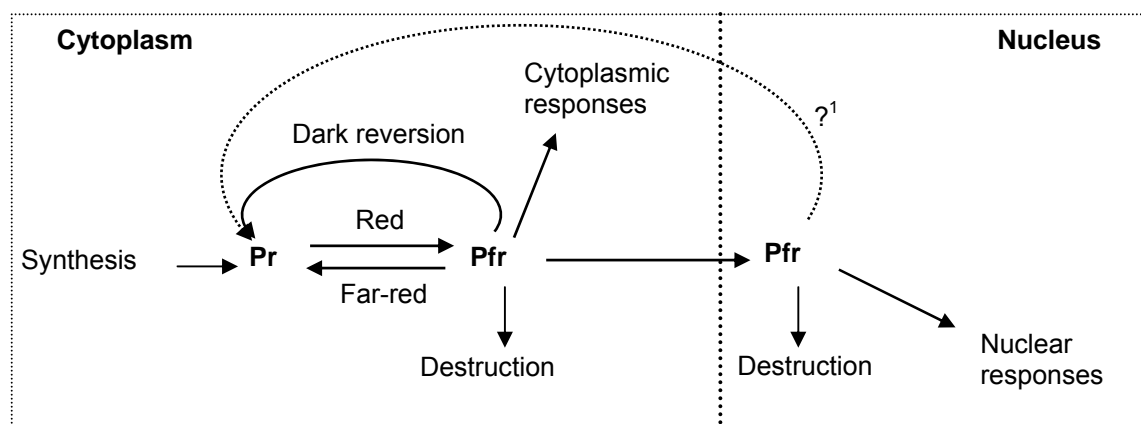 Cytoplasm
Nucleus
Cytoplasmic
responses
?1
Dark reversion
Red
Synthesis
Pr
Pfr
Pfr
Far-red
Destruction
Destruction
Nuclear
responses